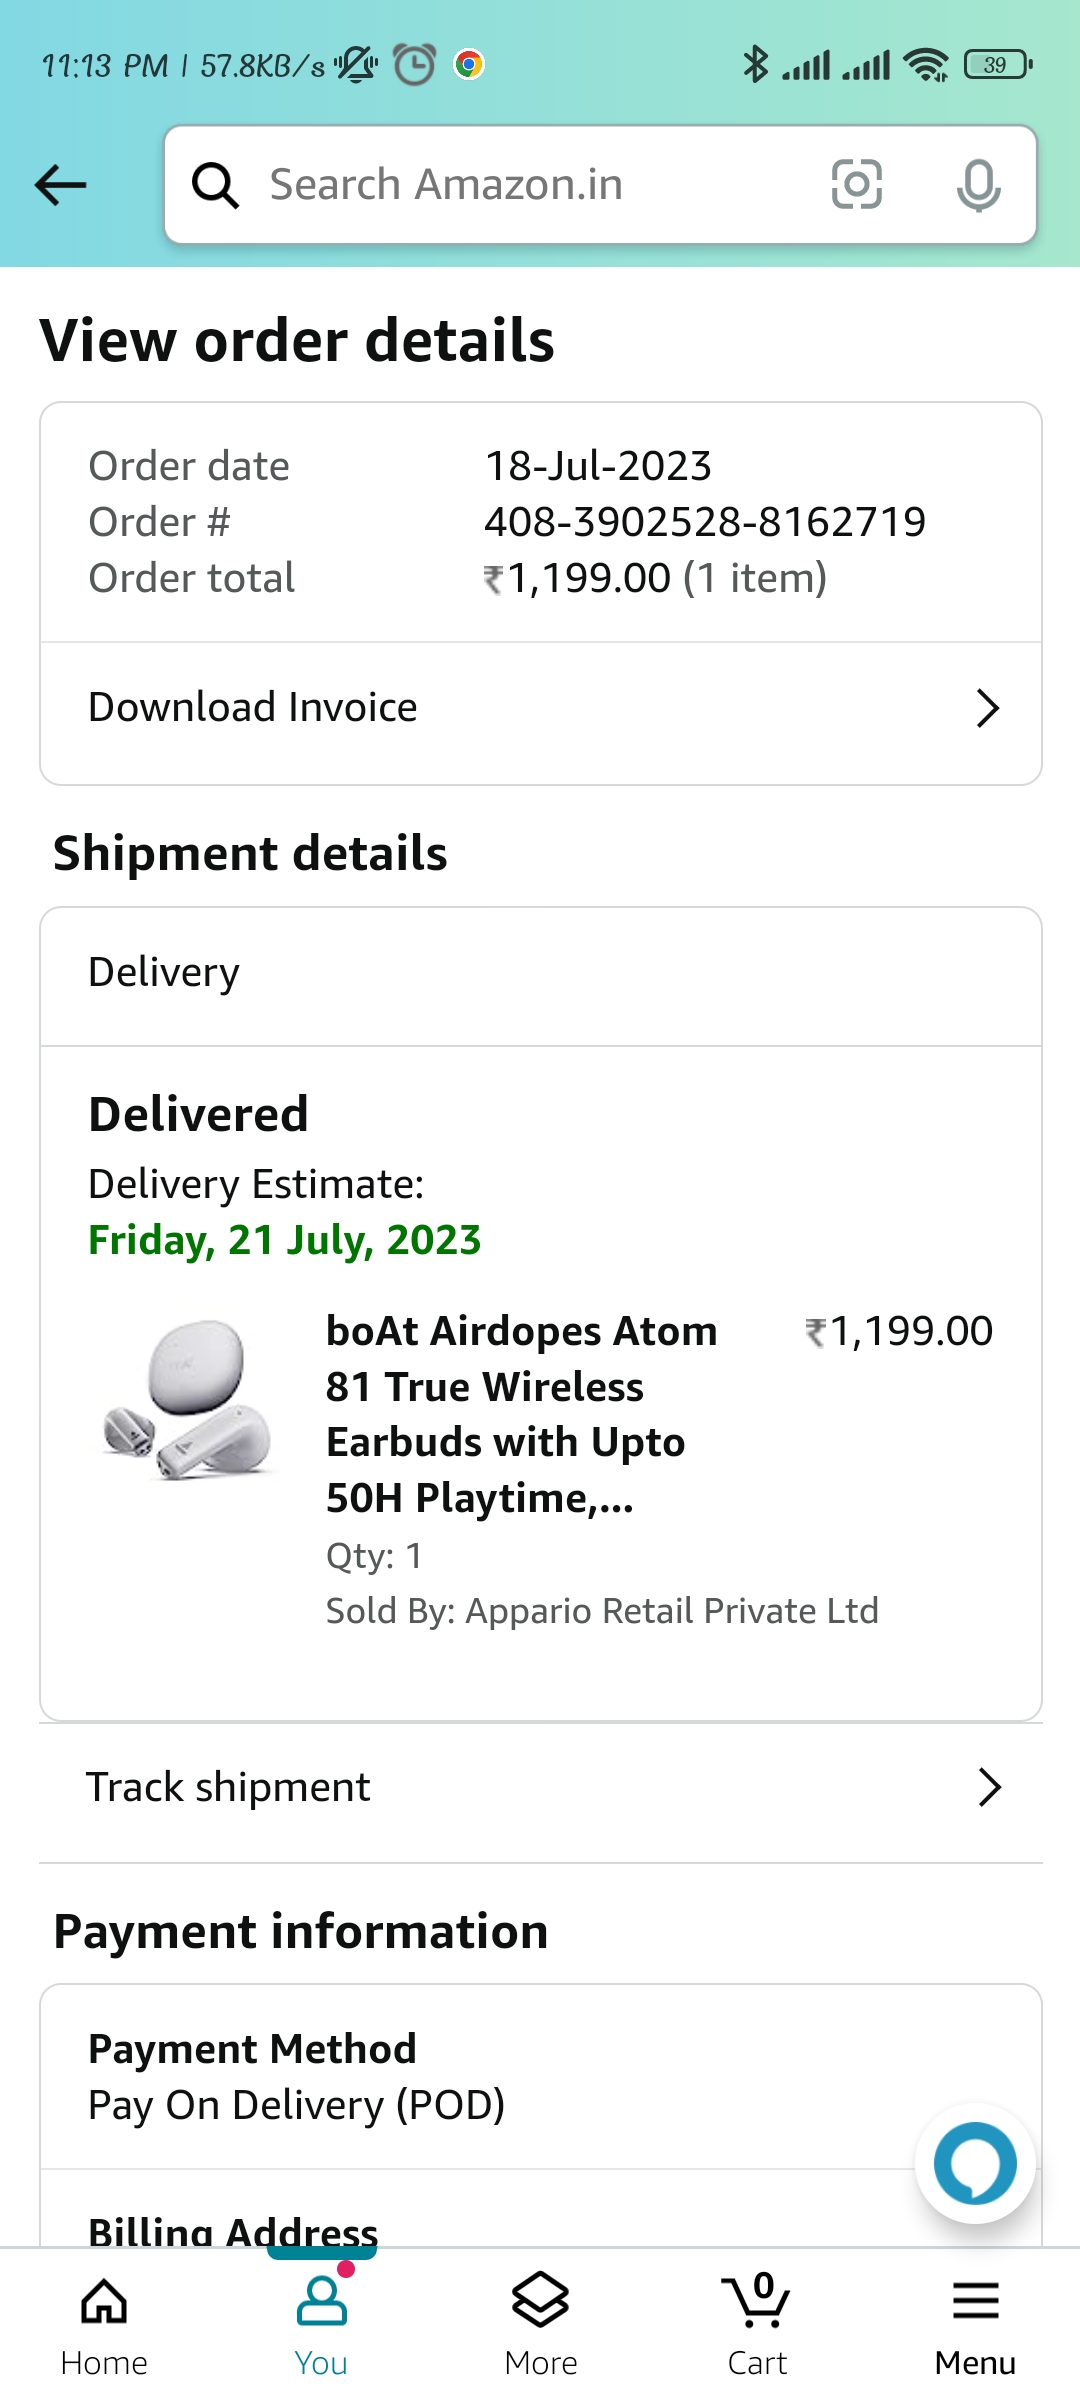 11:13 PM | 57.8KB/s
39
Search Amazon.in
View order details
Order date 18-Jul-2023
Order # 408-3902528-8162719
Order total ₹1,199.00 (1 item)
Download Invoice
Shipment details
Delivery
Delivered
Delivery Estimate:
Friday, 21 July, 2023
boAt Airdopes Atom ₹1,199.00
81 True Wireless
Earbuds with Upto
50H Playtime,...
Qty: 1
Sold By: Appario Retail Private Ltd
Track shipment
Payment information
Payment Method
Pay On Delivery (POD)
Billing Address
0
Home You More Cart Menu